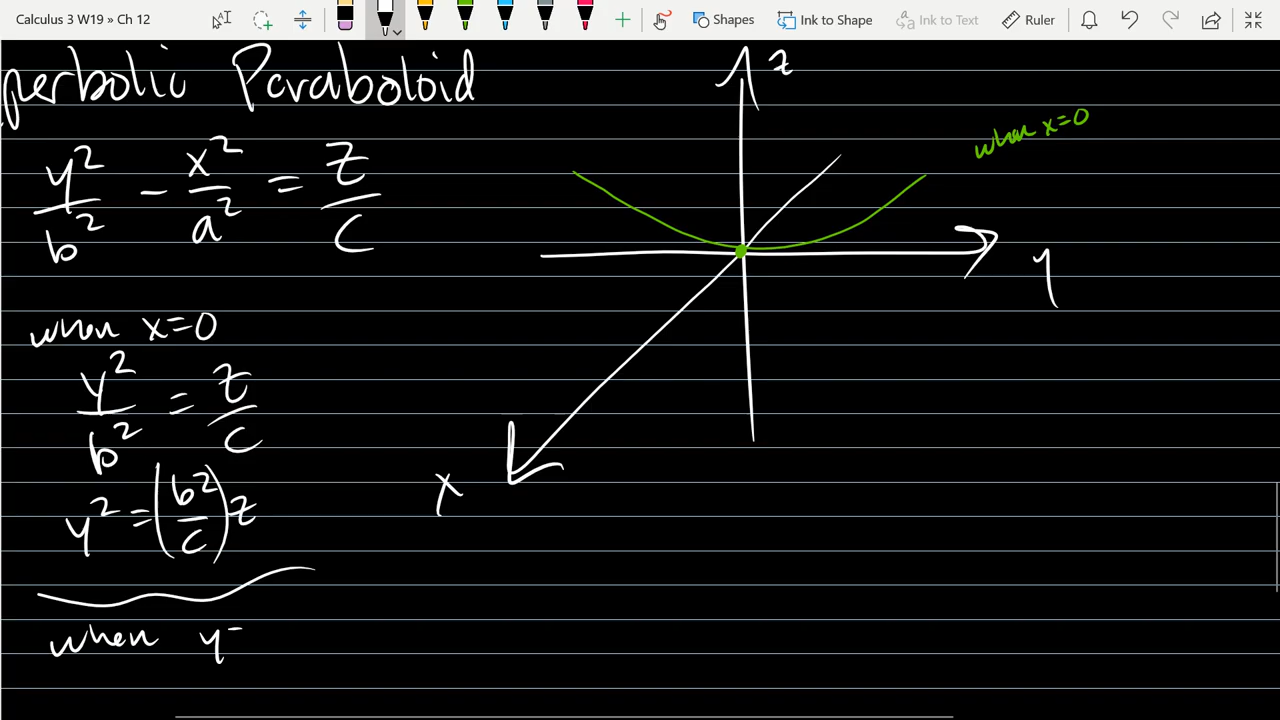 Calculus 3 W19 » Ch 12
Shapes
Ink to Shape
Ink to Text
Ruler
perbolic Paraboloid
y²/b² - x²/a² = z/c
when x=0
y²/b² = z/c
y² = (b²/c) z
when y=
z
when x=0
y
x